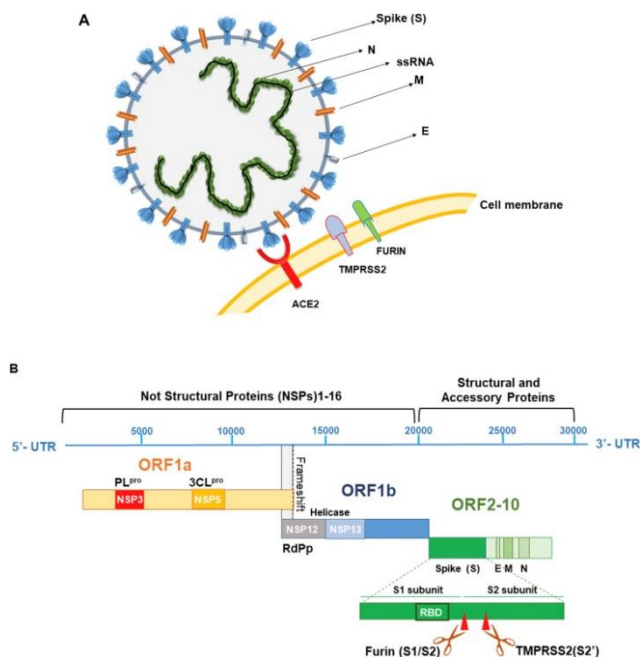 A
Spike (S)
N
ssRNA
M
E
Cell membrane
FURIN
TMPRSS2
ACE2
B
Not Structural Proteins (NSPs)1-16
Structural and
Accessory Proteins
5'- UTR
5000
10000
15000
20000
25000
30000
3'- UTR
ORF1a
PLpro
3CLpro
NSP3
NSP5
Frameshift
ORF1b
Helicase
NSP12
NSP13
RdPp
ORF2-10
Spike (S)
E
M
N
S1 subunit
S2 subunit
RBD
Furin (S1/S2)
TMPRSS2(S2')